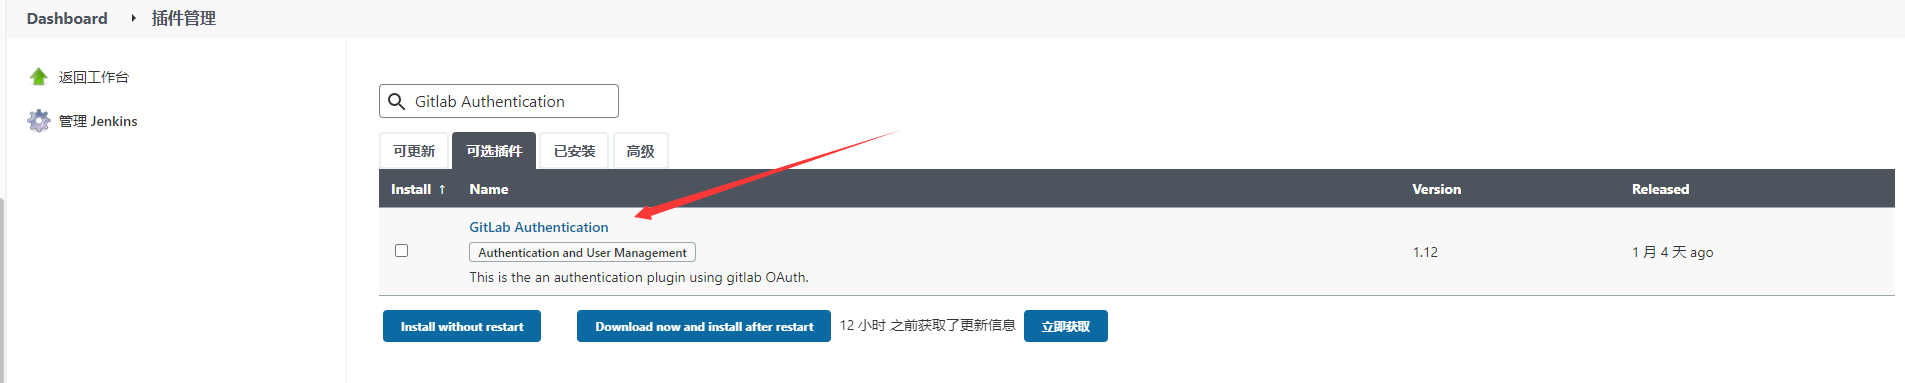 Dashboard 插件管理
返回工作台
管理 Jenkins
Gitlab Authentication
可更新 可选插件 已安装 高级
Install ↑ Name Version Released
GitLab Authentication
Authentication and User Management
1.12 1 月 4 天 ago
This is the an authentication plugin using gitlab OAuth.
Install without restart Download now and install after restart 12 小时 之前获取了更新信息 立即获取